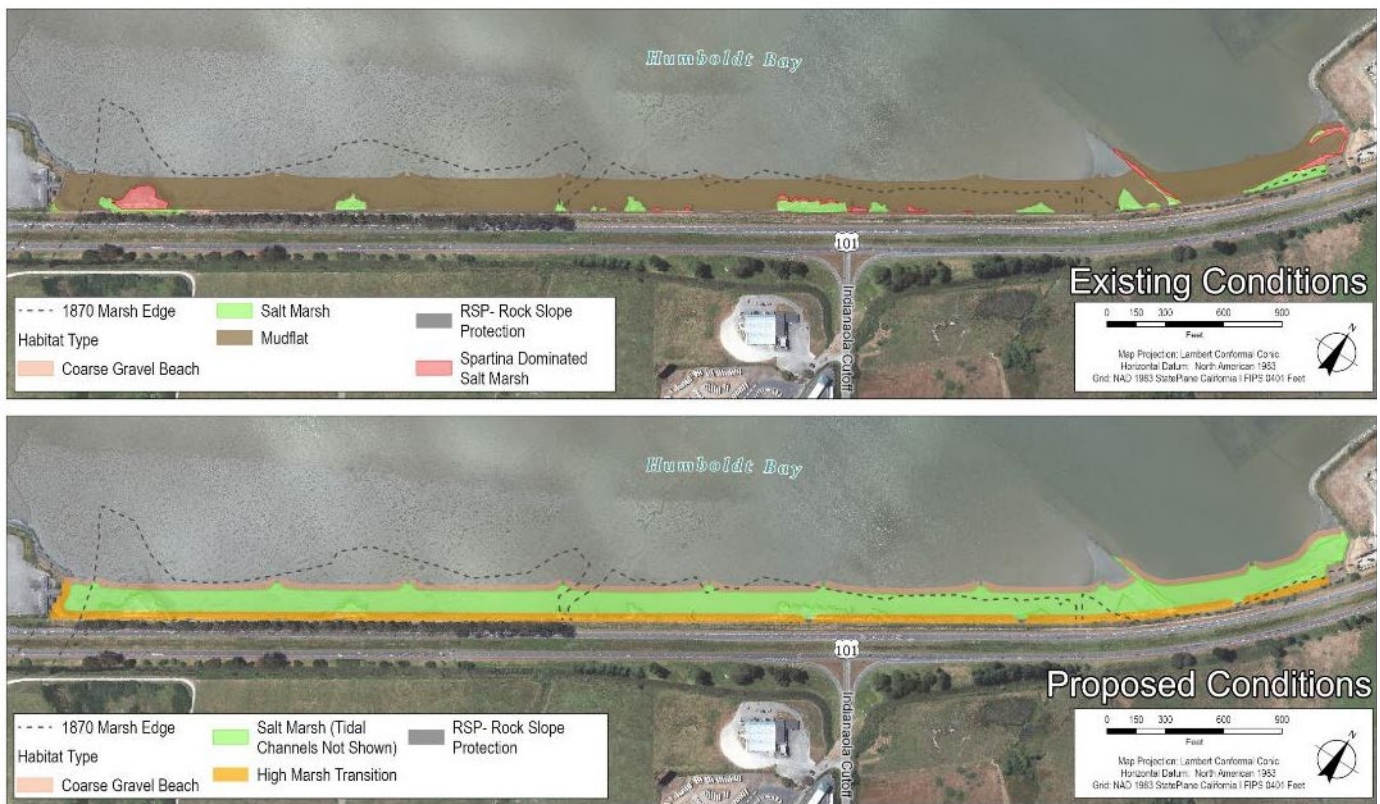 Humboldt Bay
101
Indianaola Cutoff
Existing Conditions
1870 Marsh Edge
Habitat Type
Coarse Gravel Beach
Salt Marsh
Mudflat
RSP- Rock Slope
Protection
Spartina Dominated
Salt Marsh
0 150 300 600 900
Feet
Map Projection: Lambert Conformal Conic
Horizontal Datum: North American 1983
Grid: NAD 1983 StatePlane California I FIPS 0401 Feet
N
Humboldt Bay
101
Indianaola Cutoff
Proposed Conditions
1870 Marsh Edge
Habitat Type
Coarse Gravel Beach
Salt Marsh (Tidal
Channels Not Shown)
High Marsh Transition
RSP- Rock Slope
Protection
0 150 300 600 900
Feet
Map Projection: Lambert Conformal Conic
Horizontal Datum: North American 1983
Grid: NAD 1983 StatePlane California I FIPS 0401 Feet
N